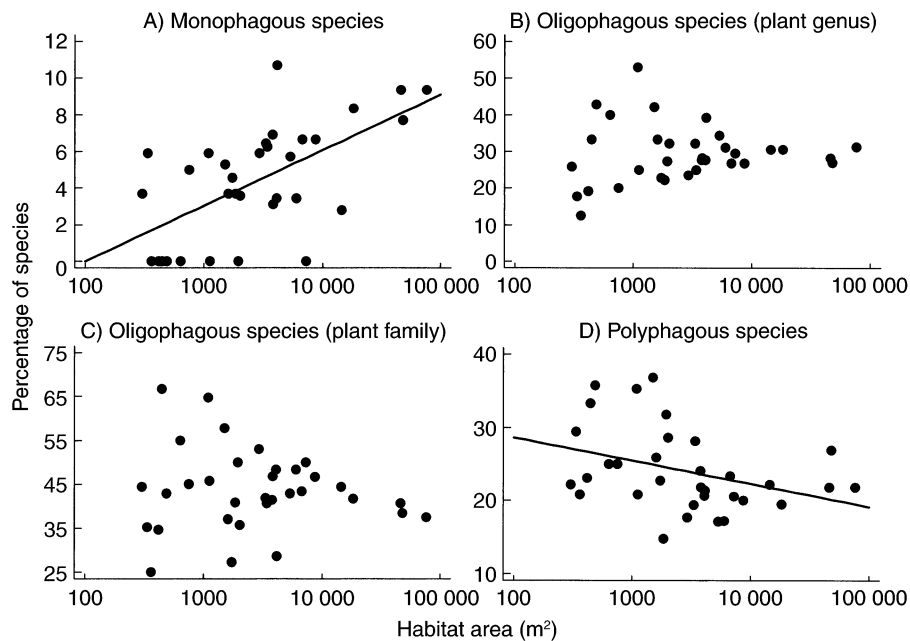 A) Monophagous species
12
10
8
6
4
2
0
100 1000 10 000 100 000
B) Oligophagous species (plant genus)
60
50
40
30
20
10
0
100 1000 10 000 100 000
Percentage of species
C) Oligophagous species (plant family)
75
65
55
45
35
25
100 1000 10 000 100 000
D) Polyphagous species
40
30
20
10
100 1000 10 000 100 000
Habitat area (m²)